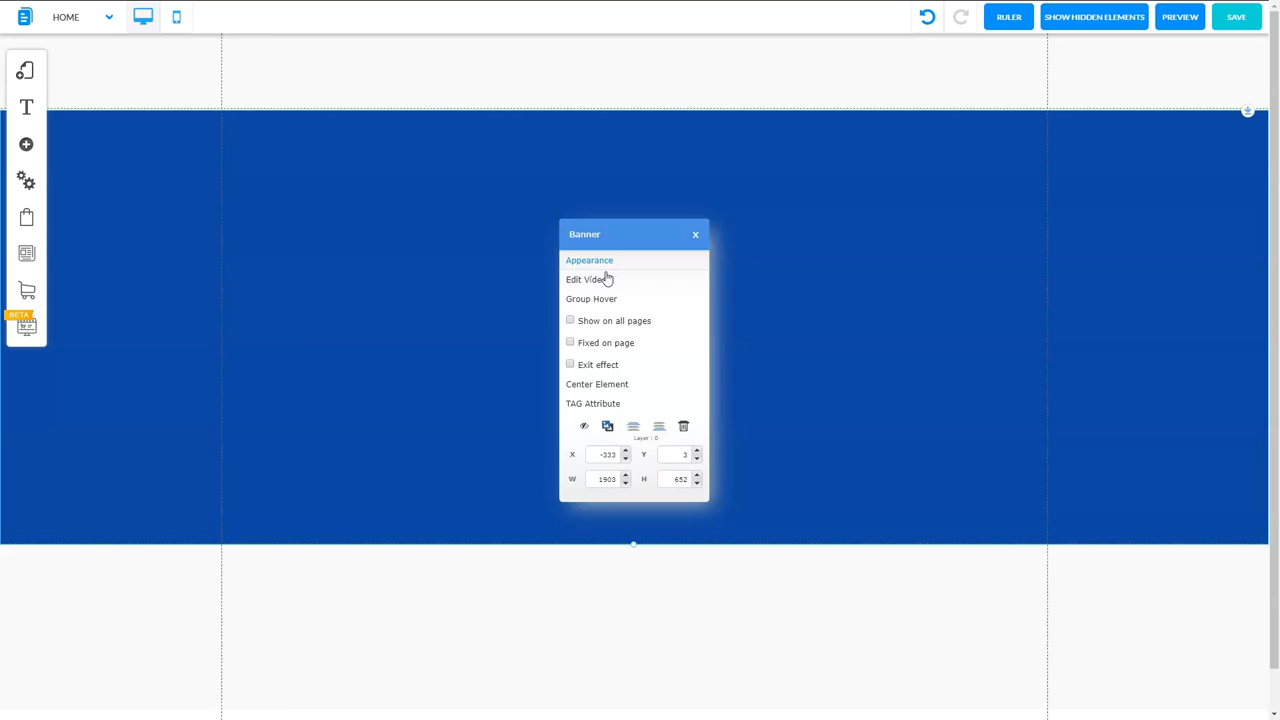 HOME
RULER
SHOW HIDDEN ELEMENTS
PREVIEW
SAVE
BETA
Banner
x
Appearance
Edit Video
Group Hover
Show on all pages
Fixed on page
Exit effect
Center Element
TAG Attribute
Layer : 0
X -333 Y 3
W 1903 H 652